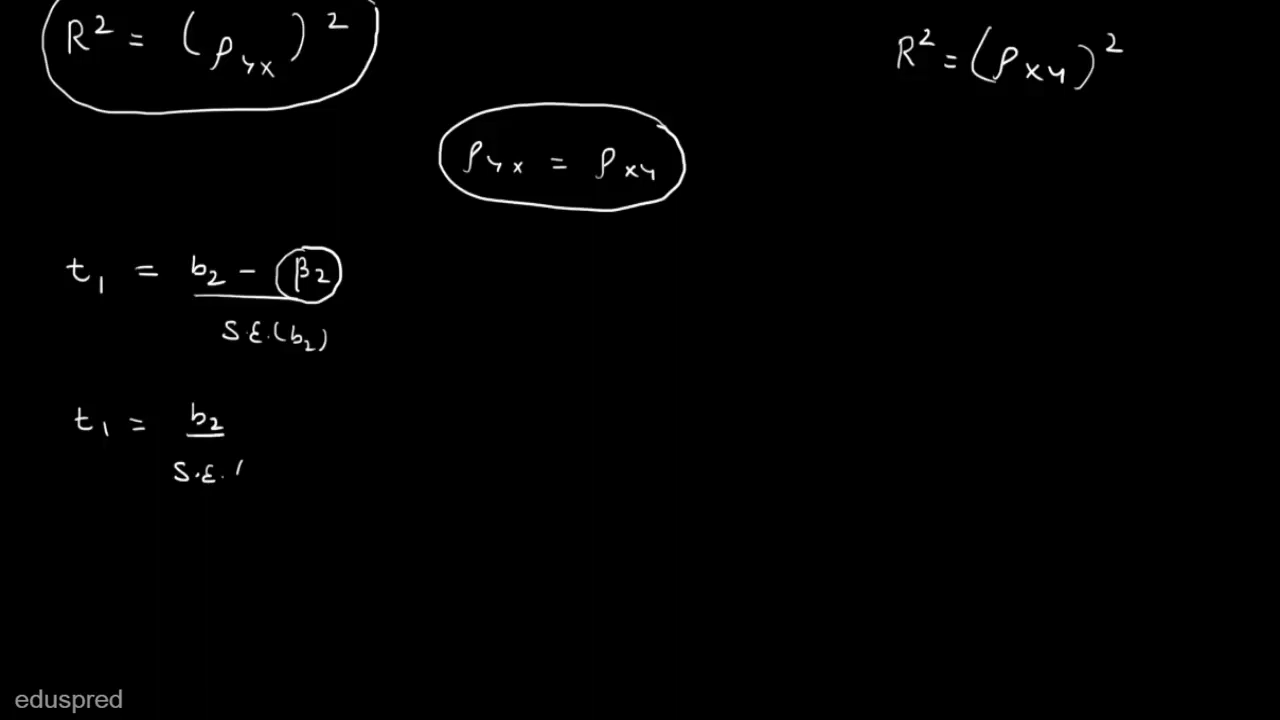 R² = (ρyx)²
R² = (ρxy)²
ρyx = ρxy
t₁ = b₂ - β₂
S.E.(b₂)
t₁ = b₂
S.E.(
eduspred